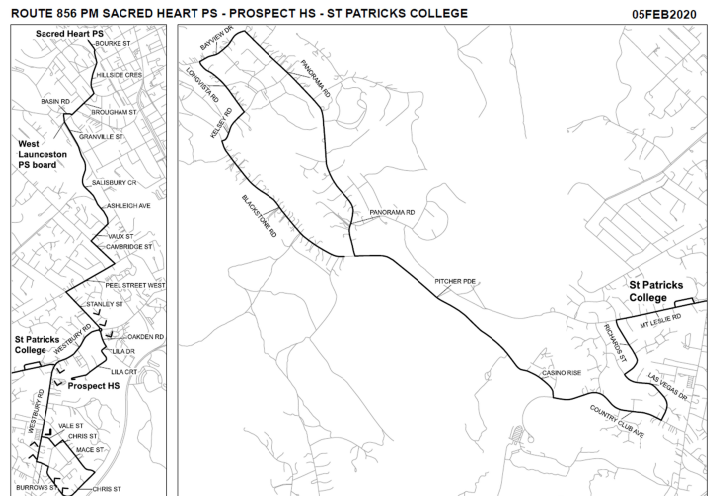 ROUTE 856 PM SACRED HEART PS - PROSPECT HS - ST PATRICKS COLLEGE
05FEB2020
Sacred Heart PS
BOURKE ST
HILLSIDE CRES
BASIN RD
BROUGHAM ST
GRANVILLE ST
West
Launceston
PS board
SALISBURY CR
ASHLEIGH AVE
VAUX ST
CAMBRIDGE ST
PEEL STREET WEST
STANLEY ST
WESTBURY RD
OAKDEN RD
St Patricks
College
LILA DR
LILA CRT
Prospect HS
WESTBURY RD
VALE ST
CHRIS ST
MACE ST
BURROWS ST
CHRIS ST
BAYVIEW DR
LONGVISTA RD
PANORAMA RD
KELSEY RD
BLACKSTONE RD
PANORAMA RD
PITCHER PDE
St Patricks
College
MT LESLIE RD
RICHARDS ST
CASINO RISE
LAS VEGAS DR
COUNTRY CLUB AVE